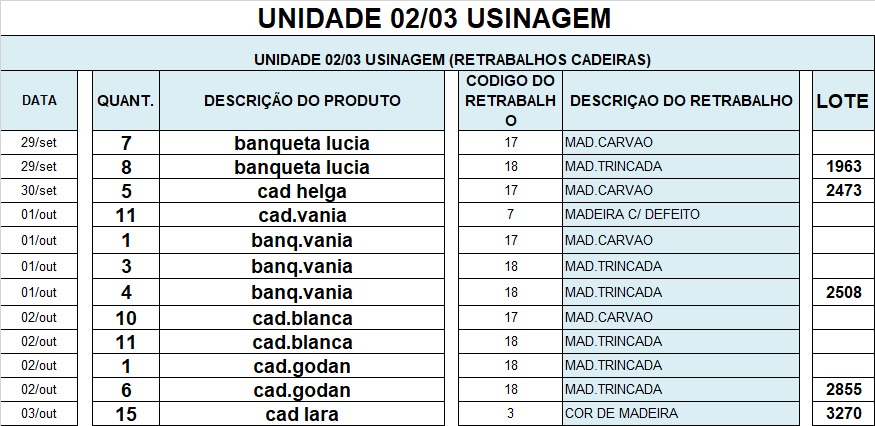 UNIDADE 02/03 USINAGEM
UNIDADE 02/03 USINAGEM (RETRABALHOS CADEIRAS)
DATA QUANT. DESCRIÇÃO DO PRODUTO CODIGO DO RETRABALHO DESCRIÇAO DO RETRABALHO LOTE
29/set 7 banqueta lucia 17 MAD.CARVAO
29/set 8 banqueta lucia 18 MAD.TRINCADA 1963
30/set 5 cad helga 17 MAD.CARVAO 2473
01/out 11 cad.vania 7 MADEIRA C/ DEFEITO
01/out 1 banq.vania 17 MAD.CARVAO
01/out 3 banq.vania 18 MAD.TRINCADA
01/out 4 banq.vania 18 MAD.TRINCADA 2508
02/out 10 cad.blanca 17 MAD.CARVAO
02/out 11 cad.blanca 18 MAD.TRINCADA
02/out 1 cad.godan 18 MAD.TRINCADA
02/out 6 cad.godan 18 MAD.TRINCADA 2855
03/out 15 cad lara 3 COR DE MADEIRA 3270